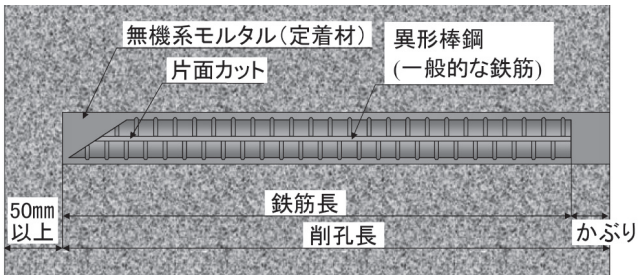 無機系モルタル(定着材)
片面カット
異形棒鋼
(一般的な鉄筋)
鉄筋長
50mm
以上
削孔長
かぶり